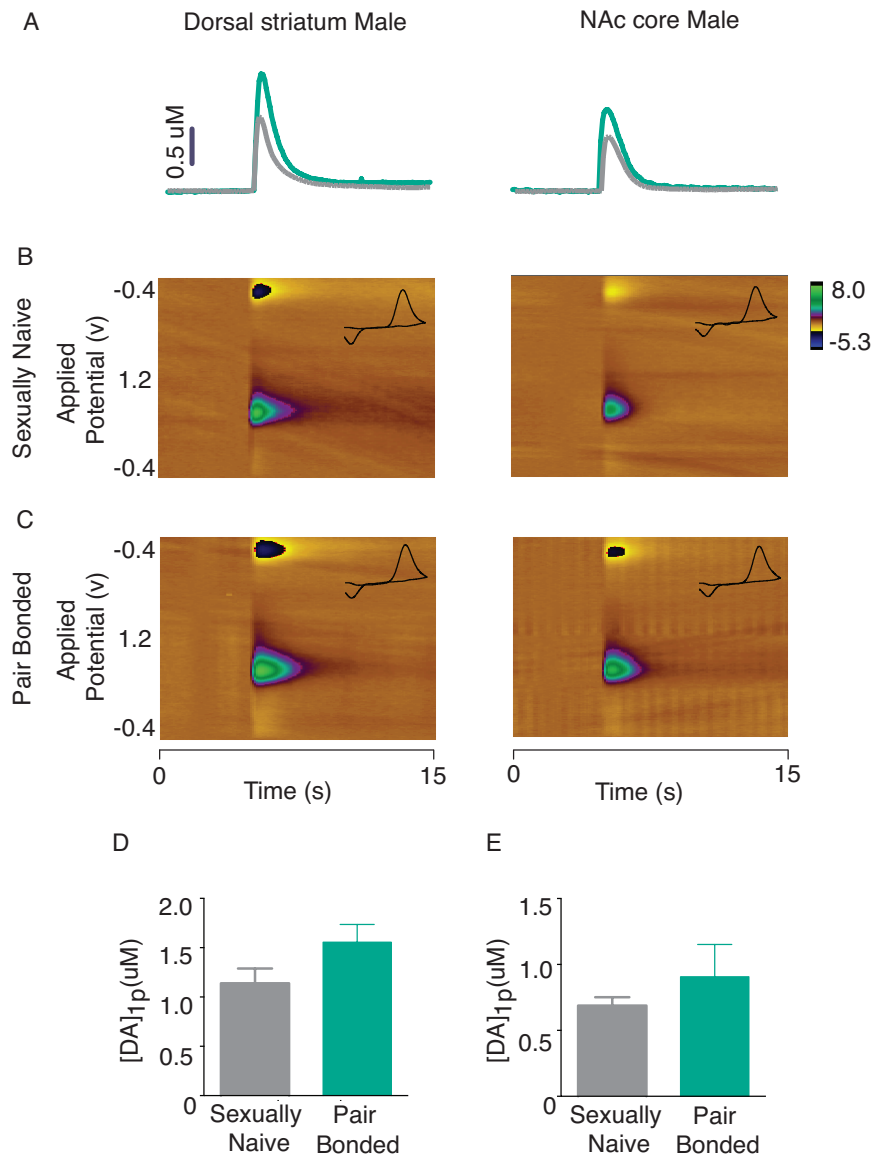 A
Dorsal striatum Male
NAc core Male
0.5 uM
B
Sexually Naive
Applied
Potential (v)
-0.4
1.2
-0.4
8.0
-5.3
C
Pair Bonded
Applied
Potential (v)
-0.4
1.2
-0.4
0
15
Time (s)
0
15
Time (s)
D
[DA]1p(uM)
2.0
1.5
1.0
0.5
0
Sexually
Naive
Pair
Bonded
E
[DA]1p(uM)
1.5
1.0
0.5
0
Sexually
Naive
Pair
Bonded